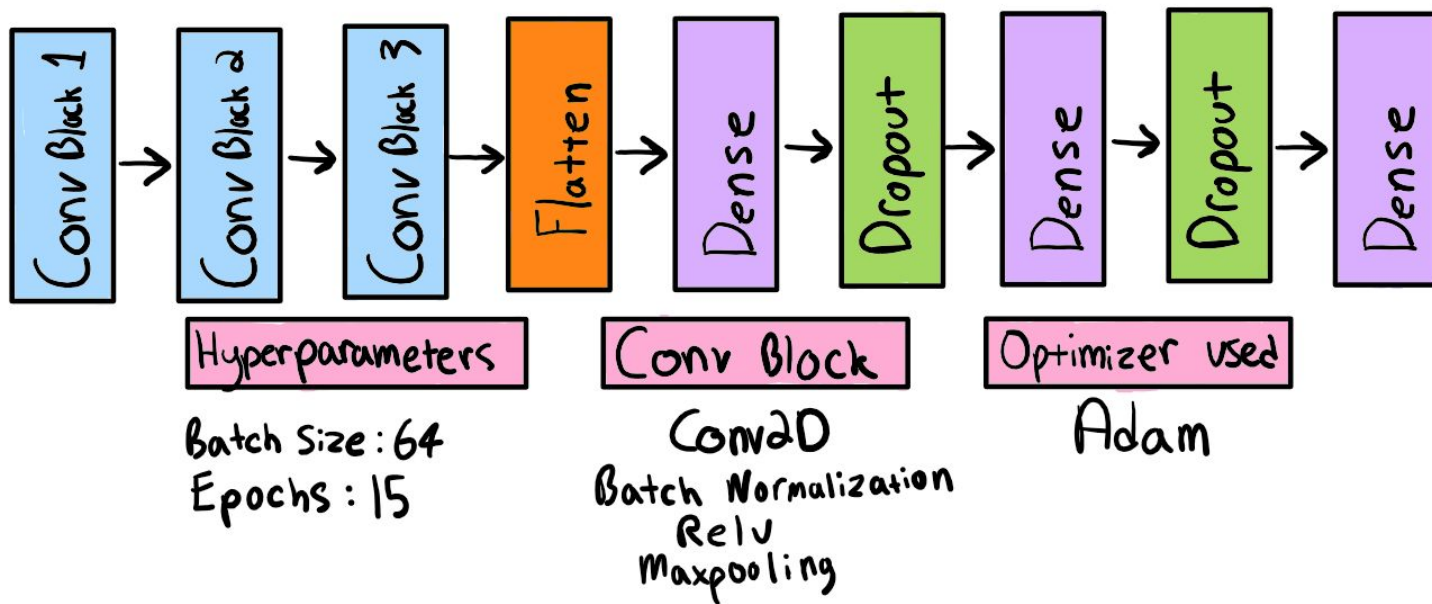 Conv Block 1
Conv Block 2
Conv Block 3
Flatten
Dense
Dropout
Dense
Dropout
Dense
Hyperparameters
Batch Size: 64
Epochs: 15
Conv Block
Conv2D
Batch Normalization
Relu
Maxpooling
Optimizer used
Adam